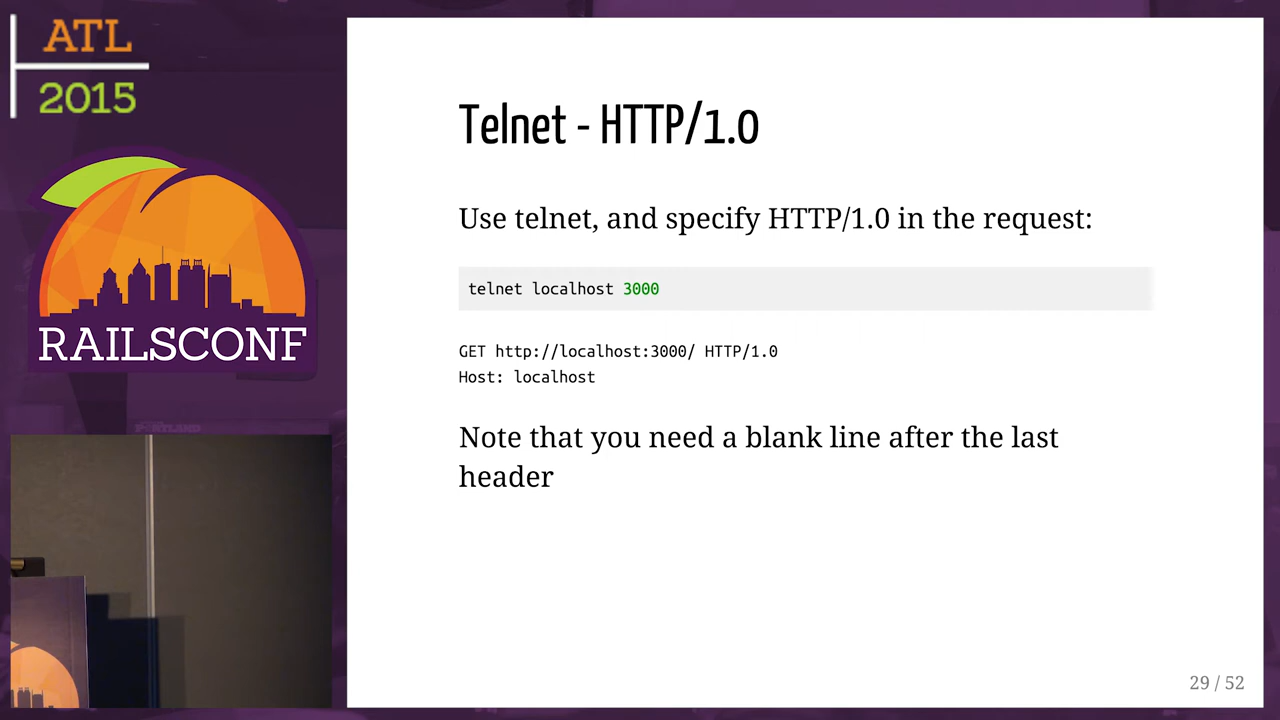 ATL
2015
RAILSCONF
Telnet - HTTP/1.0
Use telnet, and specify HTTP/1.0 in the request:
telnet localhost 3000
GET http://localhost:3000/ HTTP/1.0
Host: localhost
Note that you need a blank line after the last
header
29 / 52
PORTLAND